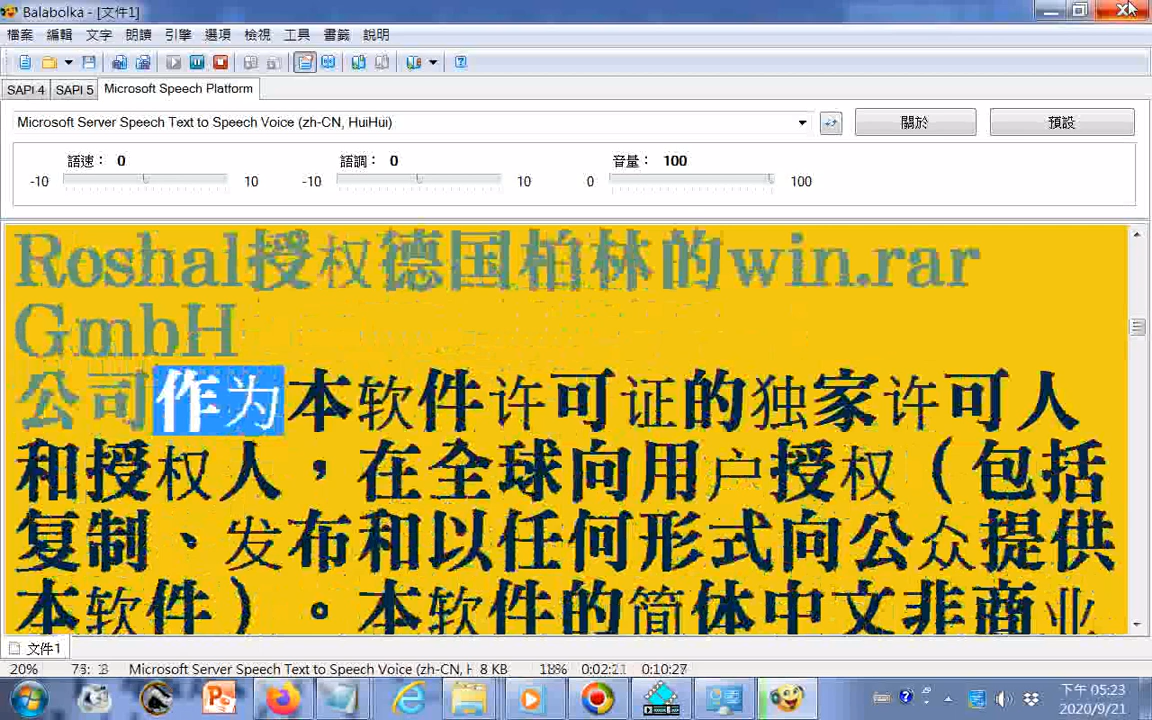 Balabolka - [文件1]
檔案 編輯 文字 朗讀 引擎 選項 檢視 工具 書籤 說明
SAPI 4 SAPI 5 Microsoft Speech Platform
Microsoft Server Speech Text to Speech Voice (zh-CN, HuiHui) 關於 預設
語速： 0 語調： 0 音量： 100
-10 10 -10 10 0 100
Roshal授权德国柏林的win.rar
GmbH
公司作为本软件许可证的独家许可人
和授权人，在全球向用户授权（包括
复制、发布和以任何形式向公众提供
本软件）。本软件的简体中文非商业
文件1
20% Microsoft Server Speech Text to Speech Voice (zh-CN, H 8 KB 18% 0:02:21 0:10:27
下午 05:23
2020/9/21